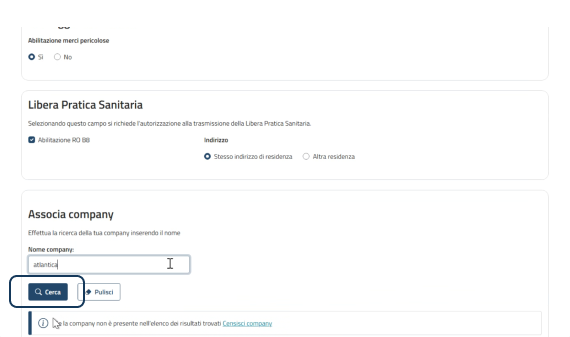 Abilitazione merci pericolose
Sì No
Libera Pratica Sanitaria
Selezionando questo campo si richiede l'autorizzazione alla trasmissione della Libera Pratica Sanitaria.
Abilitazione RO BB Indirizzo
Stesso indirizzo di residenza Altra residenza
Associa company
Effettua la ricerca della tua company inserendo il nome
Nome company:
atlantica
Cerca Pulisci
la company non è presente nell'elenco dei risultati trovati Censisci company